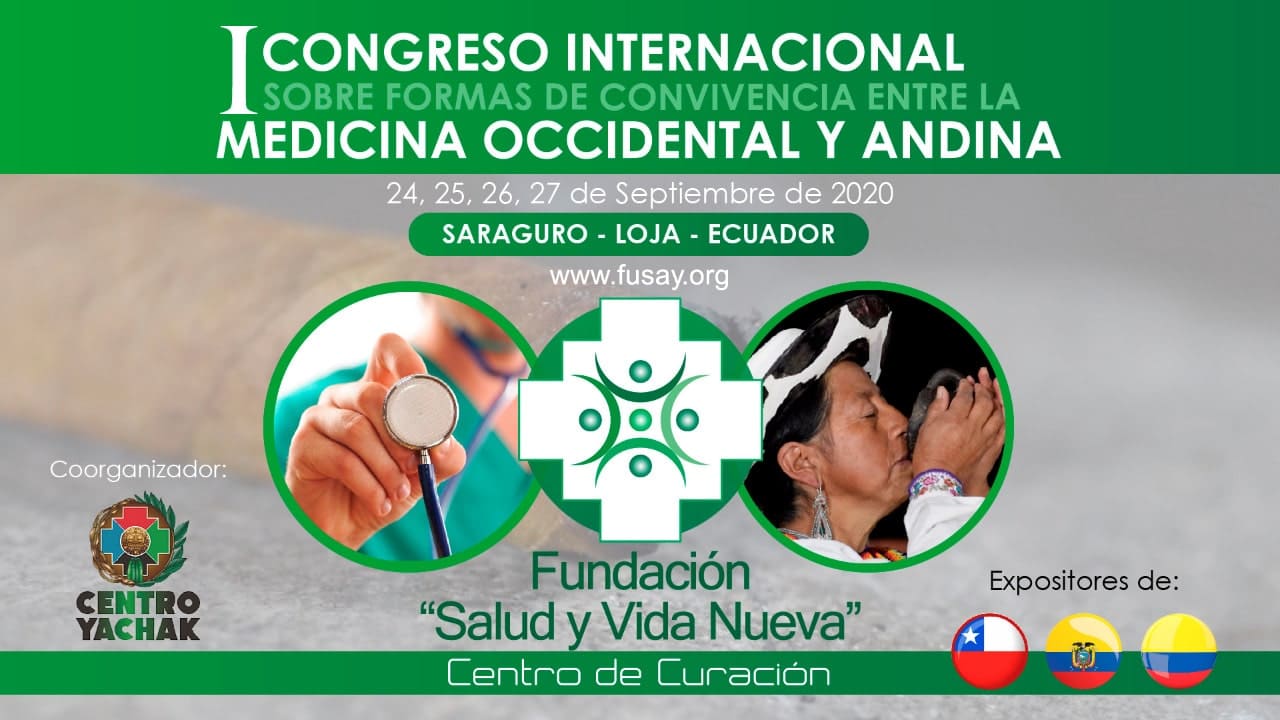 I CONGRESO INTERNACIONAL
SOBRE FORMAS DE CONVIVENCIA ENTRE LA
MEDICINA OCCIDENTAL Y ANDINA
24, 25, 26, 27 de Septiembre de 2020
SARAGURO - LOJA - ECUADOR
www.fusay.org
Coorganizador:
CENTRO
YACHAK
Fundación
“Salud y Vida Nueva”
Centro de Curación
Expositores de: